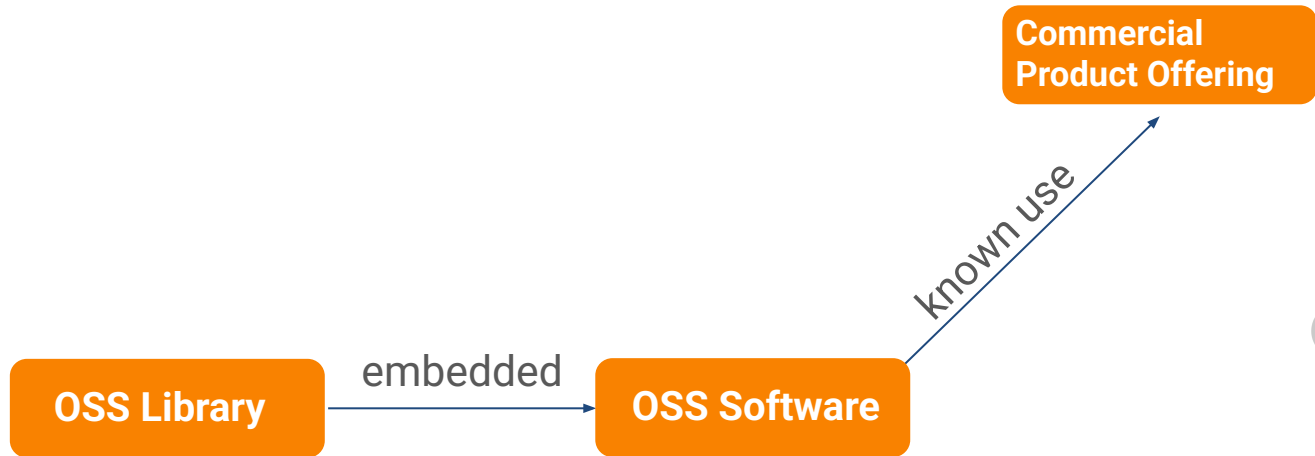 Commercial
Product Offering
known use
embedded
OSS Library
OSS Software